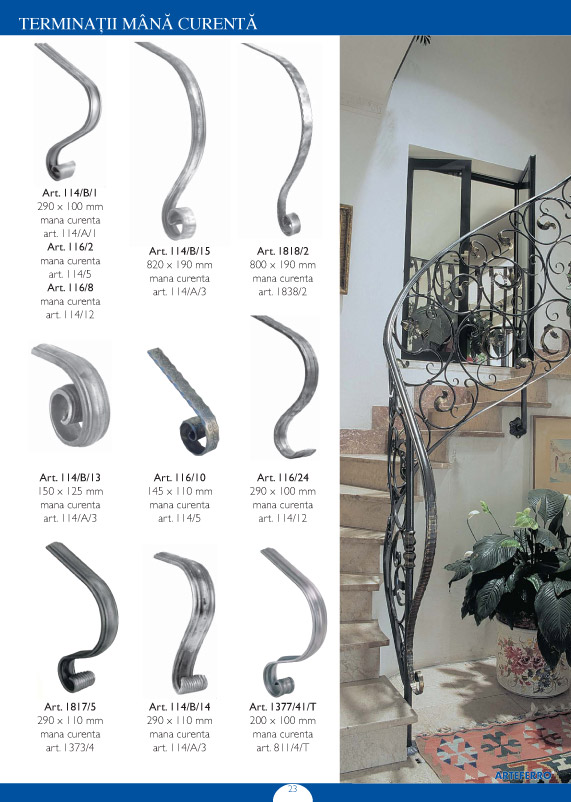 TERMINAȚII MÂNĂ CURENTĂ
Art. 114/B/1
290 x 100 mm
mana curenta
art. 114/A/1
Art. 116/2
mana curenta
art. 114/5
Art. 116/8
mana curenta
art. 114/12
Art. 114/B/15
820 x 190 mm
mana curenta
art. 114/A/3
Art. 1818/2
800 x 190 mm
mana curenta
art. 1838/2
Art. 114/B/13
150 x 125 mm
mana curenta
art. 114/A/3
Art. 116/10
145 x 110 mm
mana curenta
art. 114/5
Art. 116/24
290 x 100 mm
mana curenta
art. 114/12
Art. 1817/5
290 x 110 mm
mana curenta
art. 1373/4
Art. 114/B/14
290 x 110 mm
mana curenta
art. 114/A/3
Art. 1377/41/T
200 x 100 mm
mana curenta
art. 811/4/T
ARTEFERRO
23